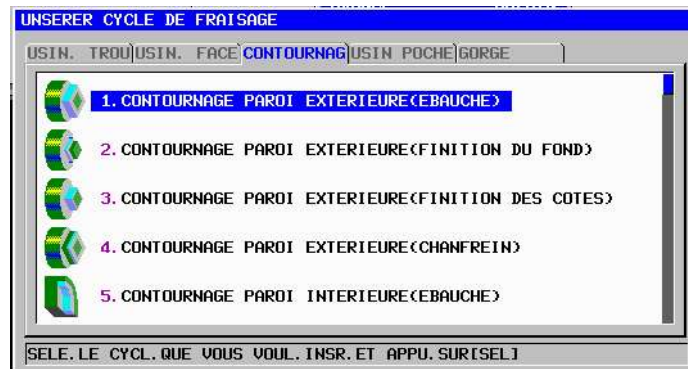 UNSERER CYCLE DE FRAISAGE
USIN. TROU USIN. FACE CONTOURNAG USIN POCHE GORGE
1.CONTOURNAGE PAROI EXTERIEURE(EBAUCHE)
2.CONTOURNAGE PAROI EXTERIEURE(FINITION DU FOND)
3.CONTOURNAGE PAROI EXTERIEURE(FINITION DES COTES)
4.CONTOURNAGE PAROI EXTERIEURE(CHANFREIN)
5.CONTOURNAGE PAROI INTERIEURE(EBAUCHE)
SELE.LE CYCL.QUE VOUS VOUL.INSR.ET APPU.SUR[SEL]